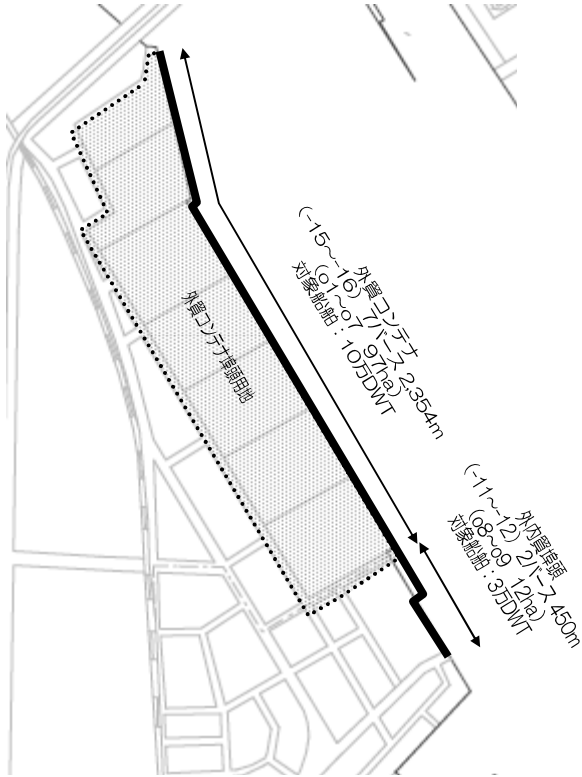 外貿コンテナ
(-15～-16) 7バース 2,354m
(o1～o7 97ha)
対象船舶：10万DWT
外貿コンテナ埠頭用地
外内貿埠頭
(-11～-12) 2バース 450m
(o8～o9 12ha)
対象船舶：3万DWT